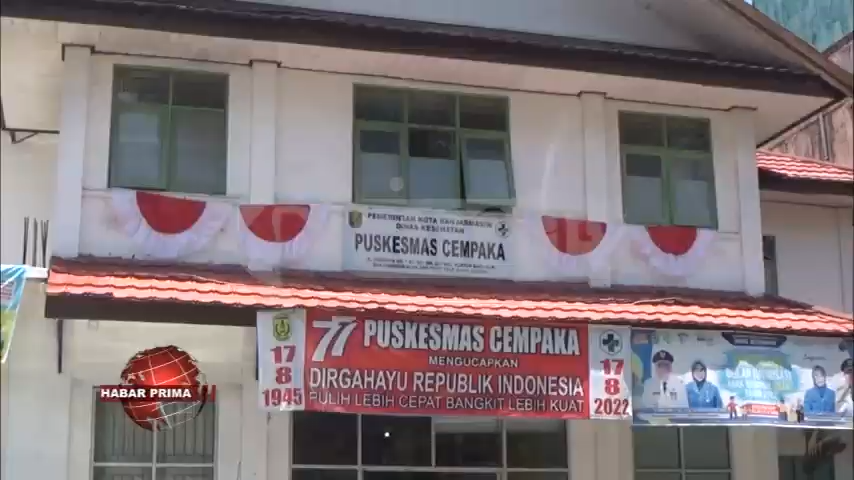 PEMERINTAH KOTA BANJARMASIN
DINAS KESEHATAN
PUSKESMAS CEMPAKA
17
8
1945
77 PUSKESMAS CEMPAKA
MENGUCAPKAN
DIRGAHAYU REPUBLIK INDONESIA
PULIH LEBIH CEPAT BANGKIT LEBIH KUAT
17
8
2022
HABAR PRIMA